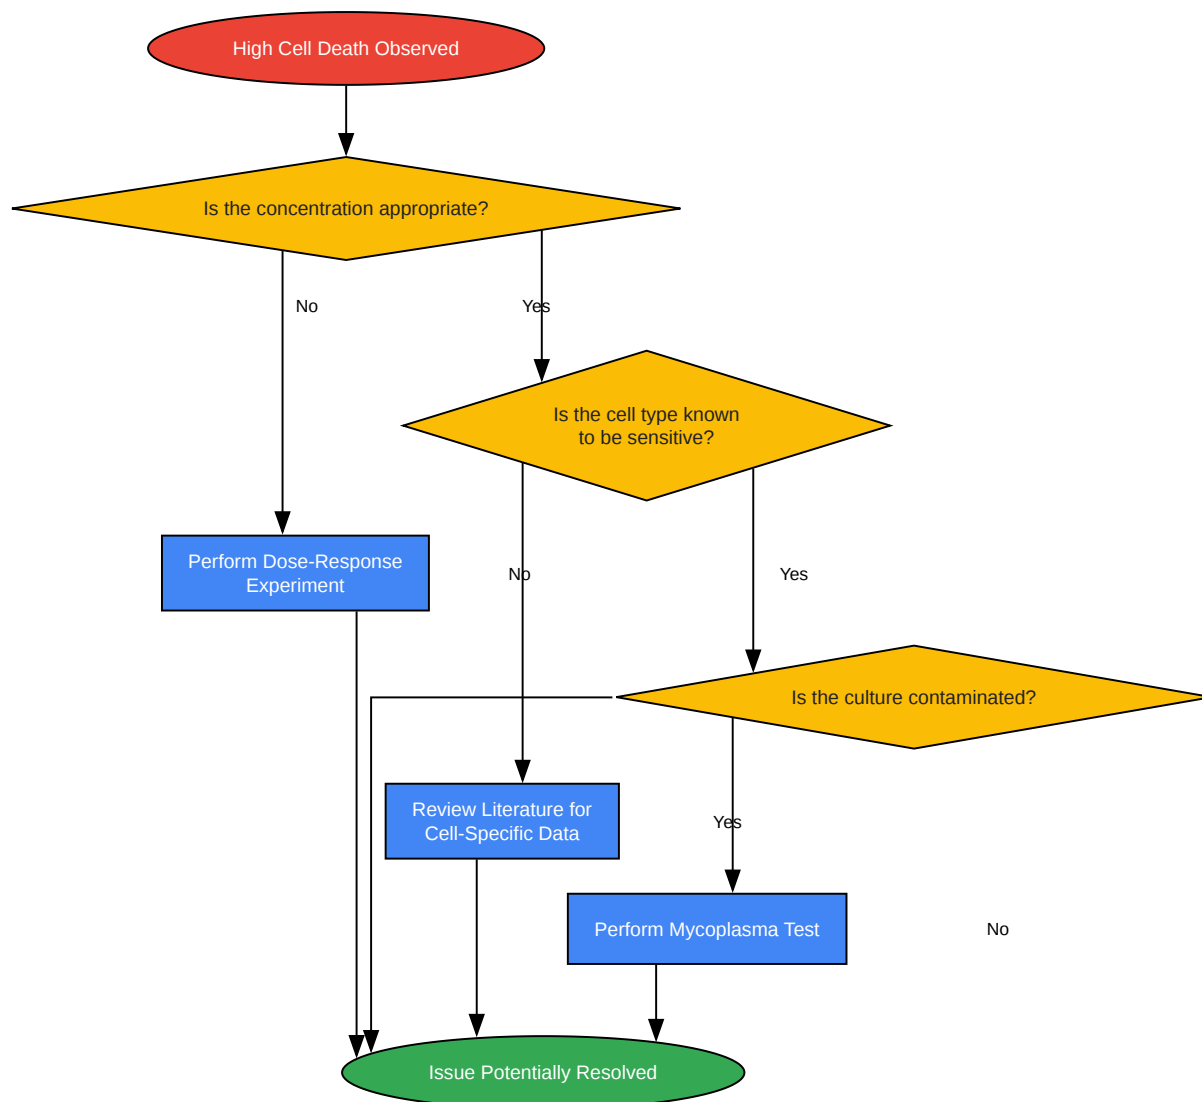 High Cell Death Observed
Is the concentration appropriate?
No
Yes
Is the cell type known
to be sensitive?
Perform Dose-Response
Experiment
No
Yes
Is the culture contaminated?
Review Literature for
Cell-Specific Data
Yes
Perform Mycoplasma Test
No
Issue Potentially Resolved